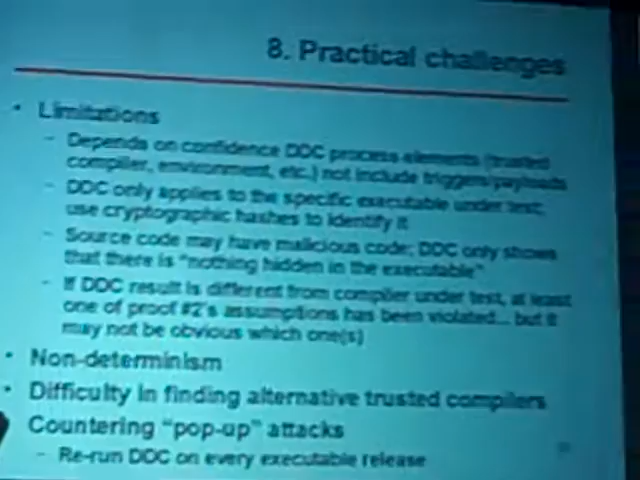 8. Practical challenges
• Limitations
– Depends on confidence DDC process elements (trusted
compiler, environment, etc.) not include triggers/payloads
– DDC only applies to the specific executable under test;
use cryptographic hashes to identify it
– Source code may have malicious code; DDC only shows
that there is "nothing hidden in the executable"
– If DDC result is different from compiler under test, at least
one of proof #2's assumptions has been violated... but it
may not be obvious which one(s)
• Non-determinism
• Difficulty in finding alternative trusted compilers
Countering "pop-up" attacks
– Re-run DDC on every executable release